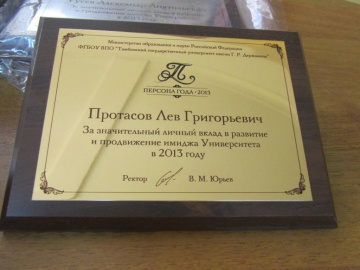 Министерство образования и науки Российской Федерации
ФГБОУ ВПО "Тамбовский государственный университет имени Г. Р. Державина"
П
ПЕРСОНА ГОДА - 2013
Протасов Лев Григорьевич
За значительный личный вклад в развитие
и продвижение имиджа Университета
в 2013 году
Ректор В. М. Юрьев